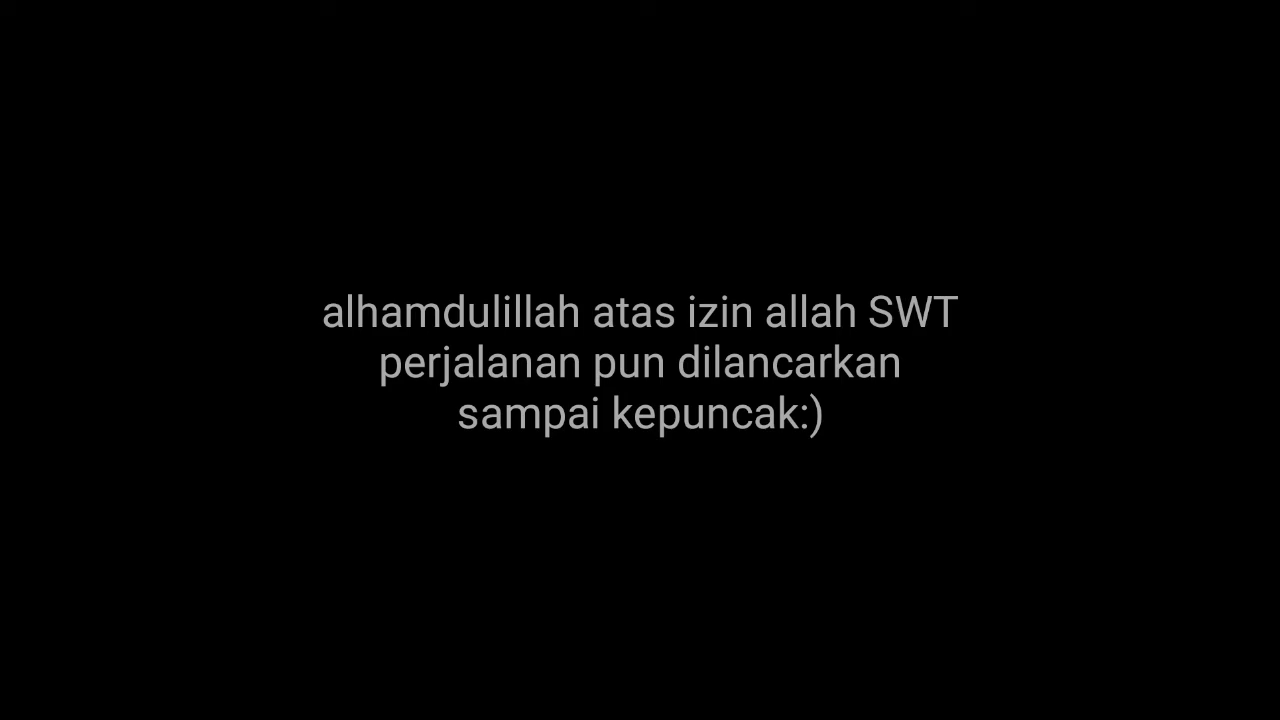 alhamdulillah atas izin allah SWT
perjalanan pun dilancarkan
sampai kepuncak:)